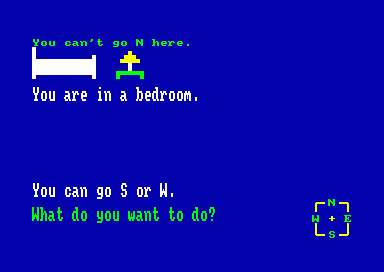 You can't go N here.
You are in a bedroom.
You can go S or W.
What do you want to do?
N
W + E
S